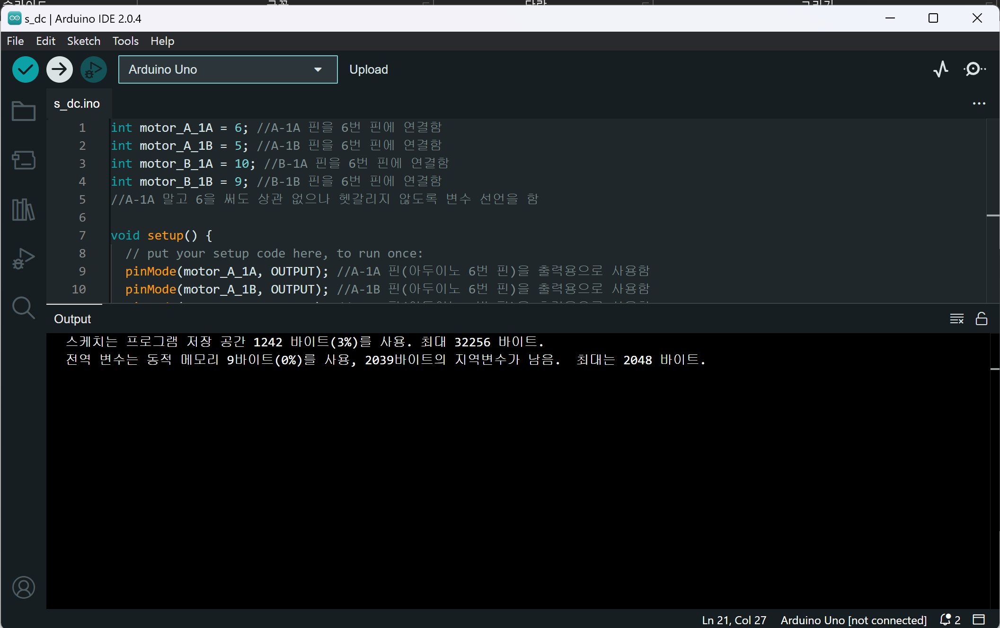 슬라이드
글꼴
단락
그리기
s_dc | Arduino IDE 2.0.4
File Edit Sketch Tools Help
Arduino Uno
Upload
s_dc.ino
1 int motor_A_1A = 6; //A-1A 핀을 6번 핀에 연결함
2 int motor_A_1B = 5; //A-1B 핀을 6번 핀에 연결함
3 int motor_B_1A = 10; //B-1A 핀을 6번 핀에 연결함
4 int motor_B_1B = 9; //B-1B 핀을 6번 핀에 연결함
5 //A-1A 말고 6을 써도 상관 없으나 헷갈리지 않도록 변수 선언을 함
6
7 void setup() {
8 // put your setup code here, to run once:
9 pinMode(motor_A_1A, OUTPUT); //A-1A 핀(아두이노 6번 핀)을 출력용으로 사용함
10 pinMode(motor_A_1B, OUTPUT); //A-1B 핀(아두이노 6번 핀)을 출력용으로 사용함
Output
스케치는 프로그램 저장 공간 1242 바이트(3%)를 사용. 최대 32256 바이트.
전역 변수는 동적 메모리 9바이트(0%)를 사용, 2039바이트의 지역변수가 남음.  최대는 2048 바이트.
Ln 21, Col 27 Arduino Uno [not connected] 2